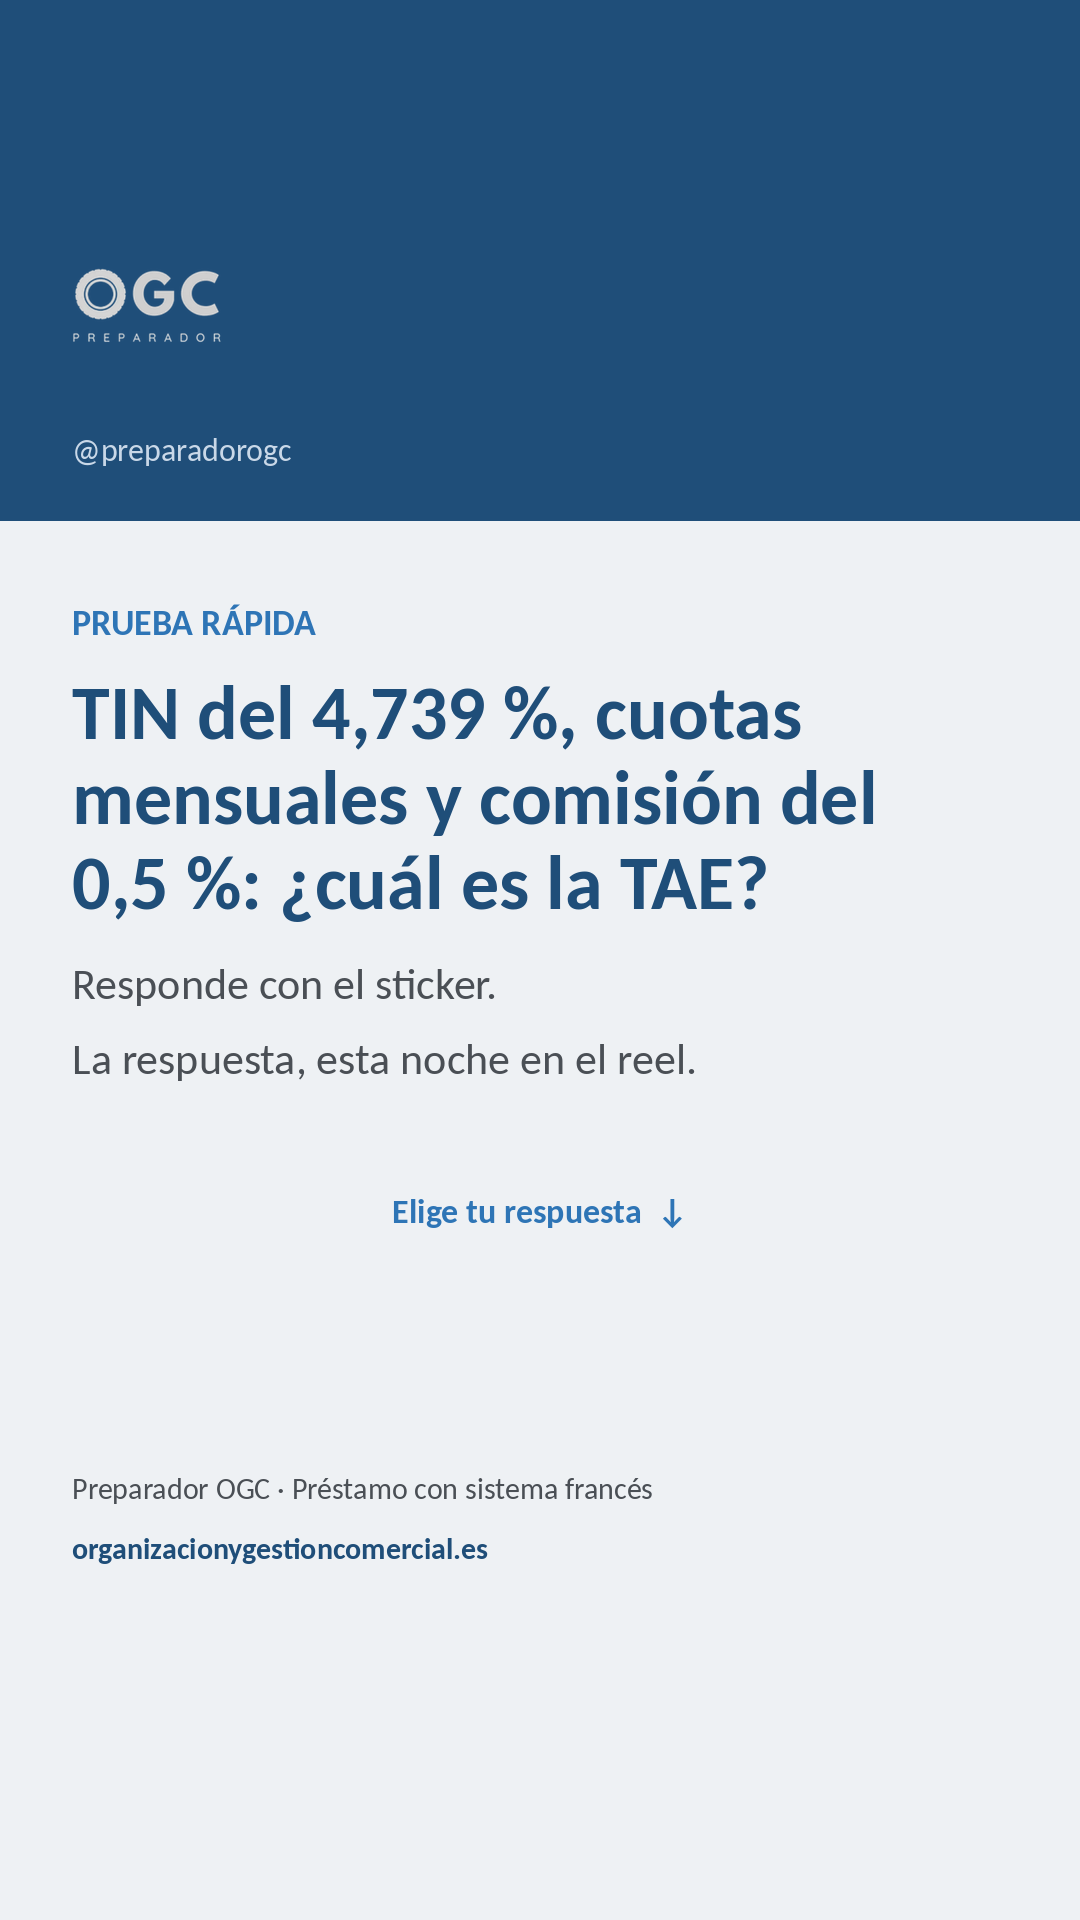 OGC
PREPARADOR
@preparadorogc
PRUEBA RÁPIDA
TIN del 4,739 %, cuotas
mensuales y comisión del
0,5 %: ¿cuál es la TAE?
Responde con el sticker.
La respuesta, esta noche en el reel.
Elige tu respuesta ↓
Preparador OGC · Préstamo con sistema francés
organizacionygestioncomercial.es